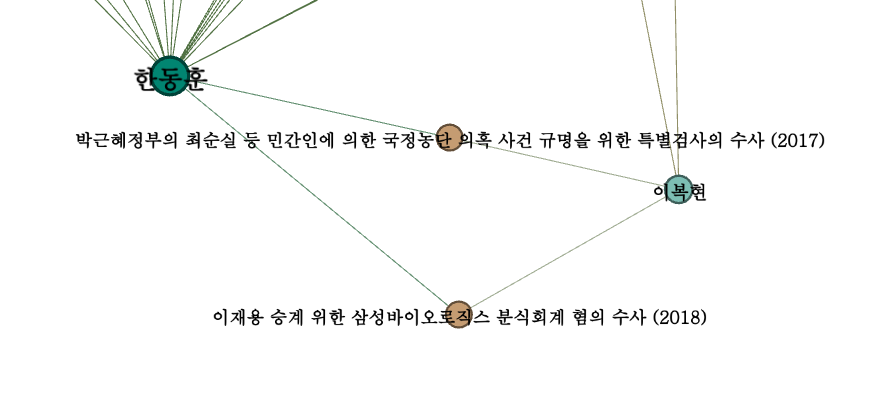 한동훈
박근혜정부의 최순실 등 민간인에 의한 국정농단 의혹 사건 규명을 위한 특별검사의 수사 (2017)
이복현
이재용 승계 위한 삼성바이오로직스 분식회계 혐의 수사 (2018)